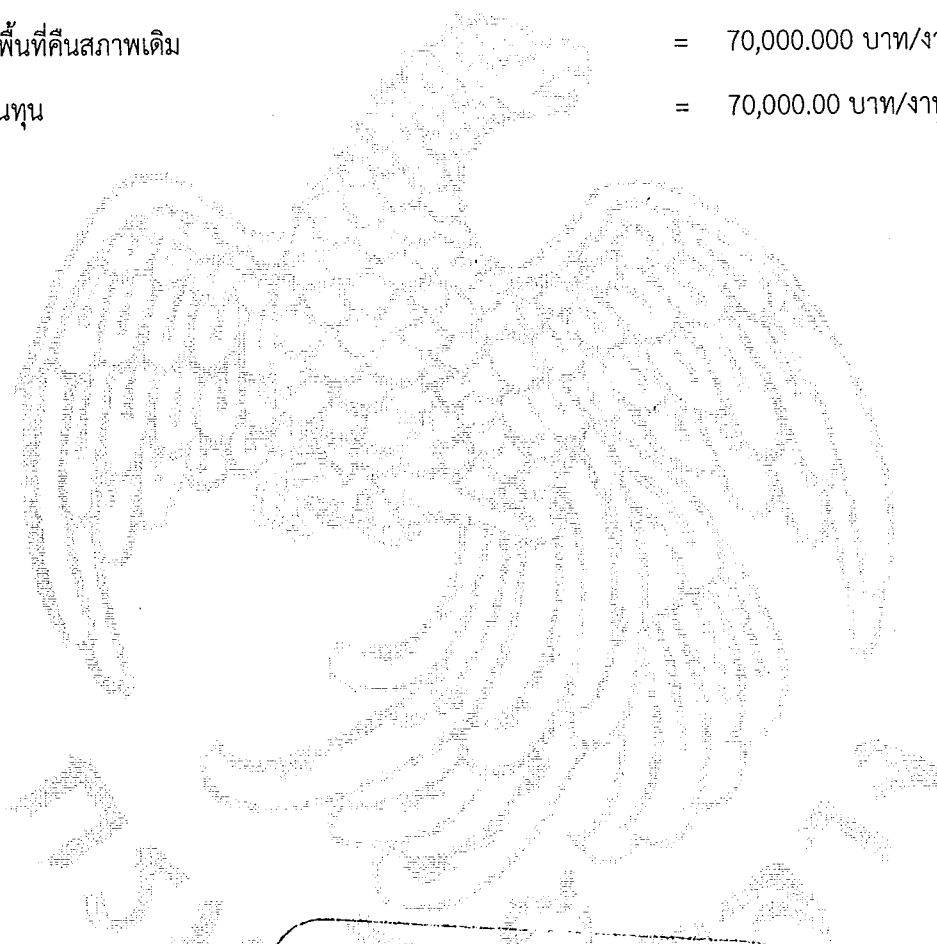 พื้นที่คืนสภาพเดิม = 70,000.000 บาท/งา
นทุน = 70,000.00 บาท/งาน